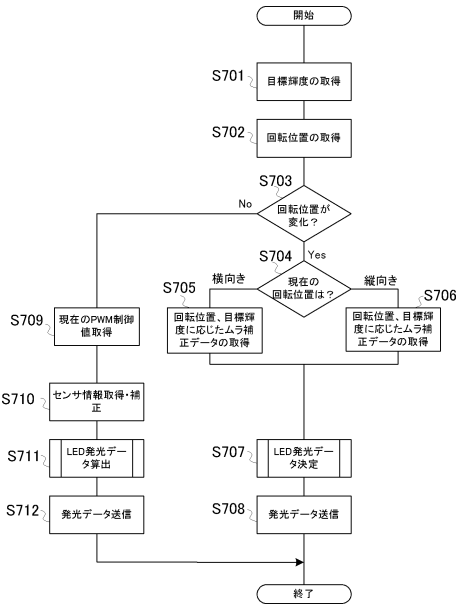 開始
S701
目標輝度の取得
S702
回転位置の取得
S703
回転位置が
変化？
No
Yes
S704
現在の
回転位置は？
横向き
縦向き
S705
回転位置、目標輝
度に応じたムラ補
正データの取得
S706
回転位置、目標輝
度に応じたムラ補
正データの取得
S709
現在のPWM制御
値取得
S710
センサ情報取得・補
正
S711
LED発光デー
タ算出
S712
発光データ送信
S707
LED発光デー
タ決定
S708
発光データ送信
終了